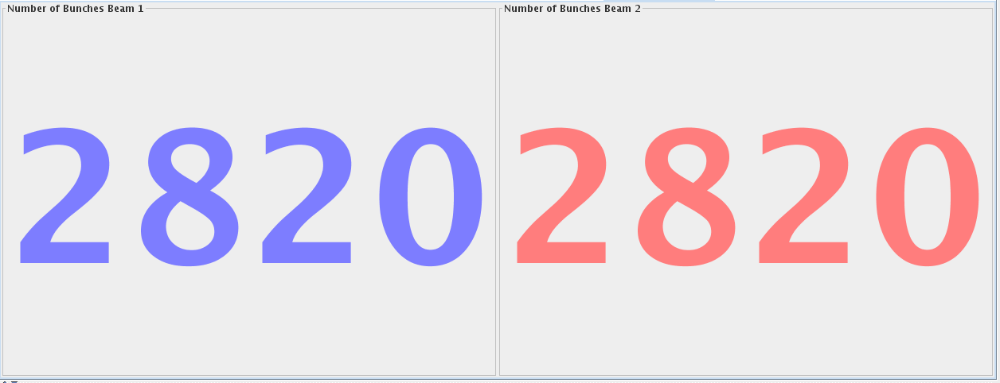 Number of Bunches Beam 1
2820
Number of Bunches Beam 2
2820